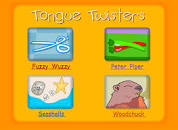 Tongue Twisters
Fuzzy Wuzzy
Peter Piper
Seashells
Woodchuck